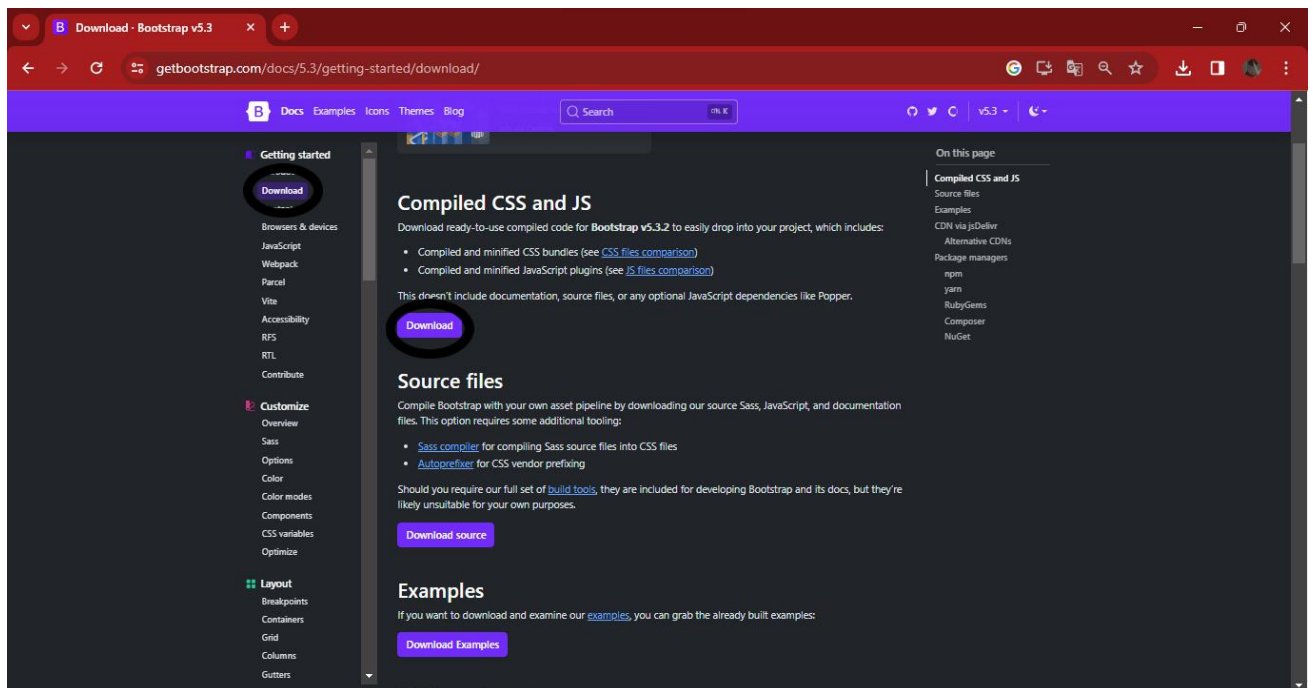 B Download · Bootstrap v5.3
getbootstrap.com/docs/5.3/getting-started/download/
B Docs Examples Icons Themes Blog Search v5.3
Getting started
Download
Browsers & devices
JavaScript
Webpack
Parcel
Vite
Accessibility
RFS
RTL
Contribute
Customize
Overview
Sass
Options
Color
Color modes
Components
CSS variables
Optimize
Layout
Breakpoints
Containers
Grid
Columns
Gutters
Compiled CSS and JS
Download ready-to-use compiled code for Bootstrap v5.3.2 to easily drop into your project, which includes:
• Compiled and minified CSS bundles (see CSS files comparison)
• Compiled and minified JavaScript plugins (see JS files comparison)
This doesn't include documentation, source files, or any optional JavaScript dependencies like Popper.
Download
Source files
Compile Bootstrap with your own asset pipeline by downloading our source Sass, JavaScript, and documentation
files. This option requires some additional tooling:
• Sass compiler for compiling Sass source files into CSS files
• Autoprefixer for CSS vendor prefixing
Should you require our full set of build tools, they are included for developing Bootstrap and its docs, but they're
likely unsuitable for your own purposes.
Download source
Examples
If you want to download and examine our examples, you can grab the already built examples:
Download Examples
On this page
Compiled CSS and JS
Source files
Examples
CDN via jsDelivr
Alternative CDNs
Package managers
npm
yarn
RubyGems
Composer
NuGet